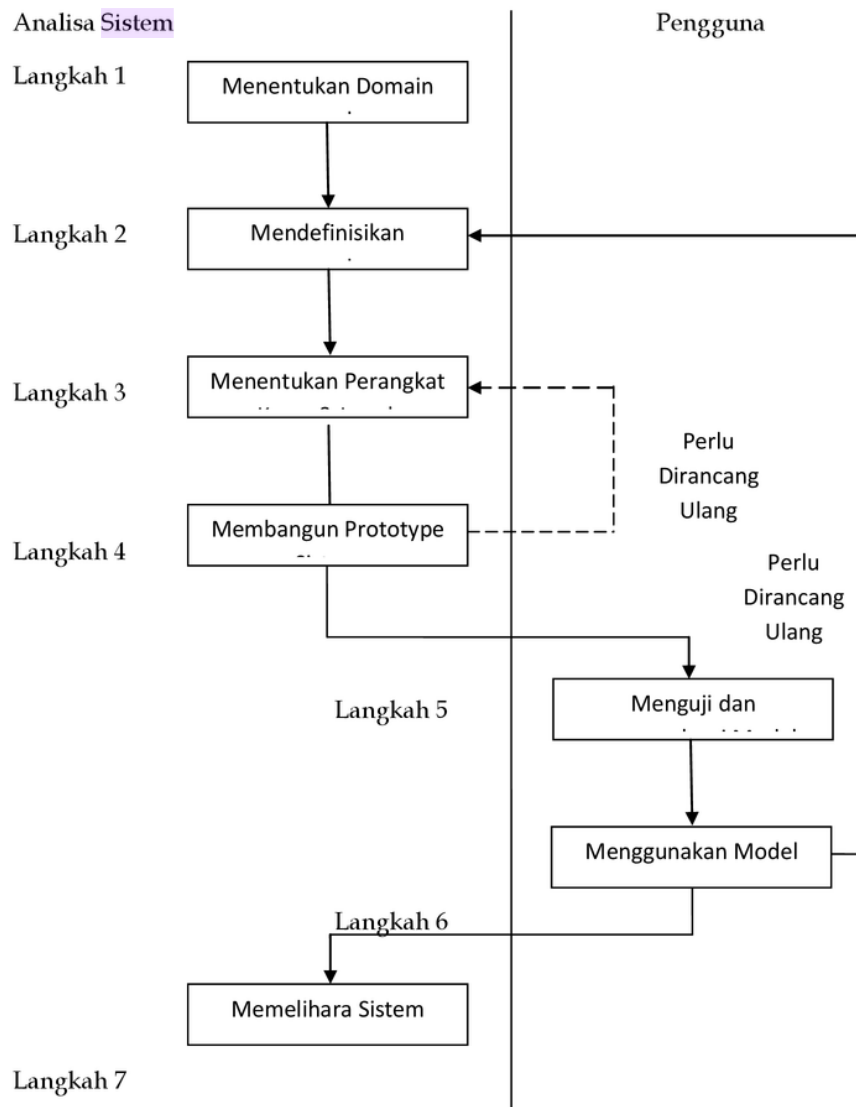 Analisa Sistem
Pengguna
Langkah 1
Menentukan Domain
Langkah 2
Mendefinisikan
Langkah 3
Menentukan Perangkat
Perlu
Dirancang
Ulang
Membangun Prototype
Langkah 4
Perlu
Dirancang
Ulang
Langkah 5
Menguji dan
Menggunakan Model
Langkah 6
Memelihara Sistem
Langkah 7